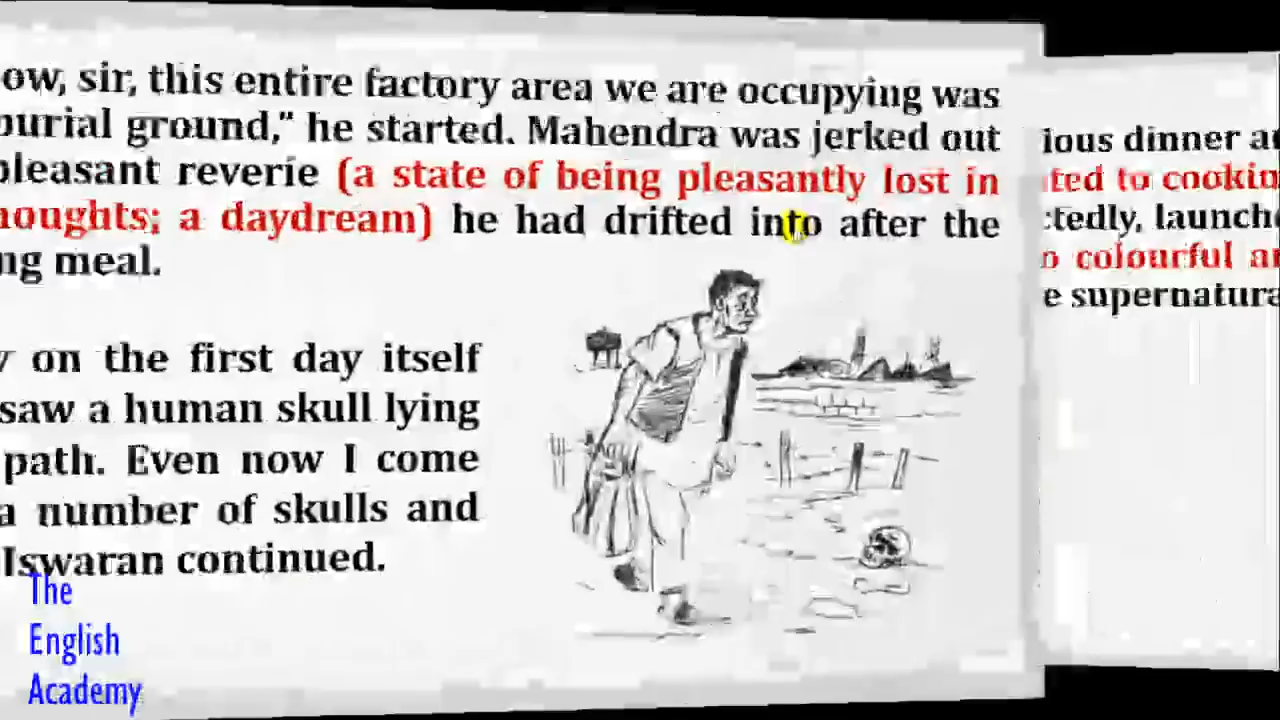 ow, sir, this entire factory area we are occupying was
burial ground," he started. Mahendra was jerked out
pleasant reverie (a state of being pleasantly lost in
houghts; a daydream) he had drifted into after the
ng meal.
y on the first day itself
saw a human skull lying
path. Even now I come
a number of skulls and
Iswaran continued.
ious dinner a
ted to cookin
ctedly, launch
o colourful a
e supernatura
The
English
Academy